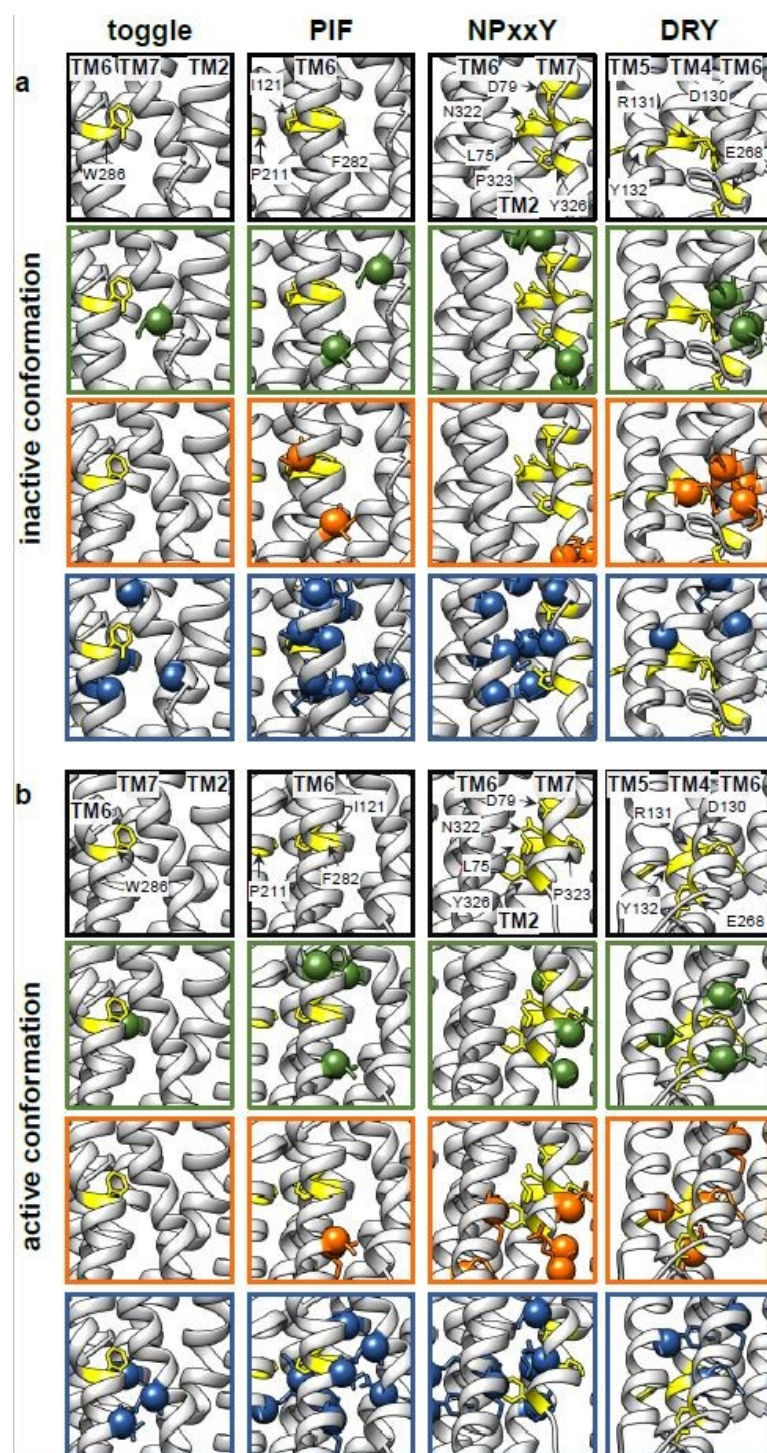 toggle PIF NPxxY DRY
a
TM6 TM7 TM2
W286
TM6
I121
P211
F282
TM6 TM7
D79
N322
L75
P323
Y326
TM2
TM5 TM4 TM6
R131
D130
E268
Y132
inactive conformation
b
TM7 TM2
TM6
W286
TM6
I121
P211
F282
TM6 TM7
D79
N322
L75
Y326
P323
TM2
TM5 TM4 TM6
R131
D130
Y132
E268
active conformation